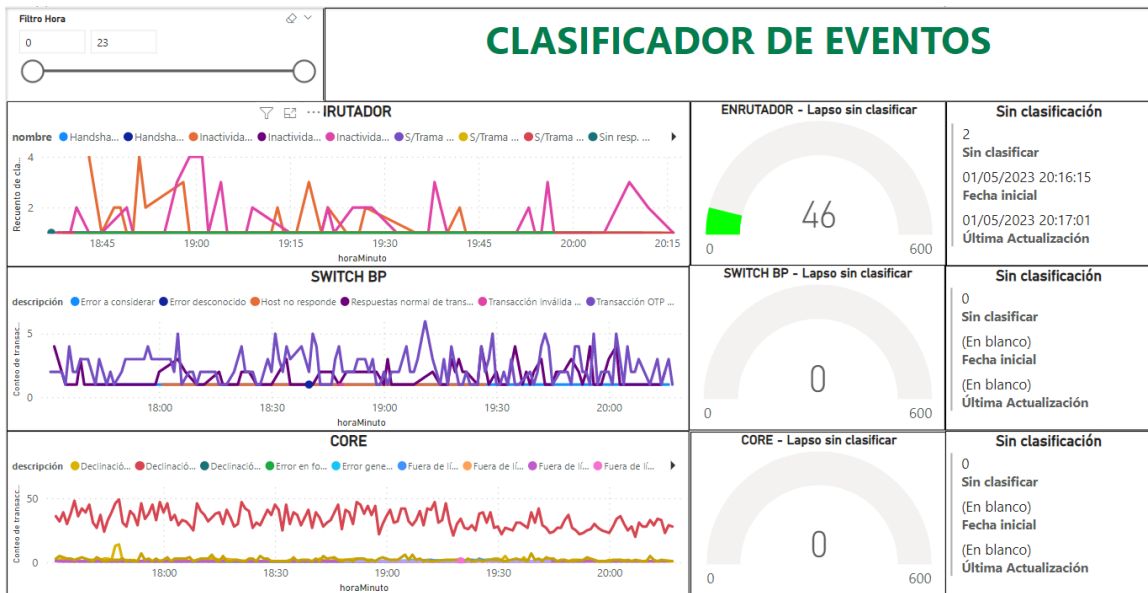 Filtro Hora
0 23
CLASIFICADOR DE EVENTOS
IRUTADOR
nombre Handsha... Handsha... Inactivida... Inactivida... Inactivida... S/Trama ... S/Trama ... S/Trama ... Sin resp. ...
Recuento de cla...
4
2
18:45 19:00 19:15 19:30 19:45 20:00 20:15
horaMinuto
ENRUTADOR - Lapso sin clasificar
46
0 600
Sin clasificación
2
Sin clasificar
01/05/2023 20:16:15
Fecha inicial
01/05/2023 20:17:01
Última Actualización
SWITCH BP
descripción Error a considerar Error desconocido Host no responde Respuestas normal de trans... Transacción inválida ... Transacción OTP ...
Conteo de transac...
5
0
18:00 18:30 19:00 19:30 20:00
horaMinuto
SWITCH BP - Lapso sin clasificar
0
0 600
Sin clasificación
0
Sin clasificar
(En blanco)
Fecha inicial
(En blanco)
Última Actualización
CORE
descripción Declinació... Declinació... Declinació... Error en fo... Error gene... Fuera de lí... Fuera de lí... Fuera de lí... Fuera de lí...
Conteo de transacc...
50
0
18:00 18:30 19:00 19:30 20:00
horaMinuto
CORE - Lapso sin clasificar
0
0 600
Sin clasificación
0
Sin clasificar
(En blanco)
Fecha inicial
(En blanco)
Última Actualización